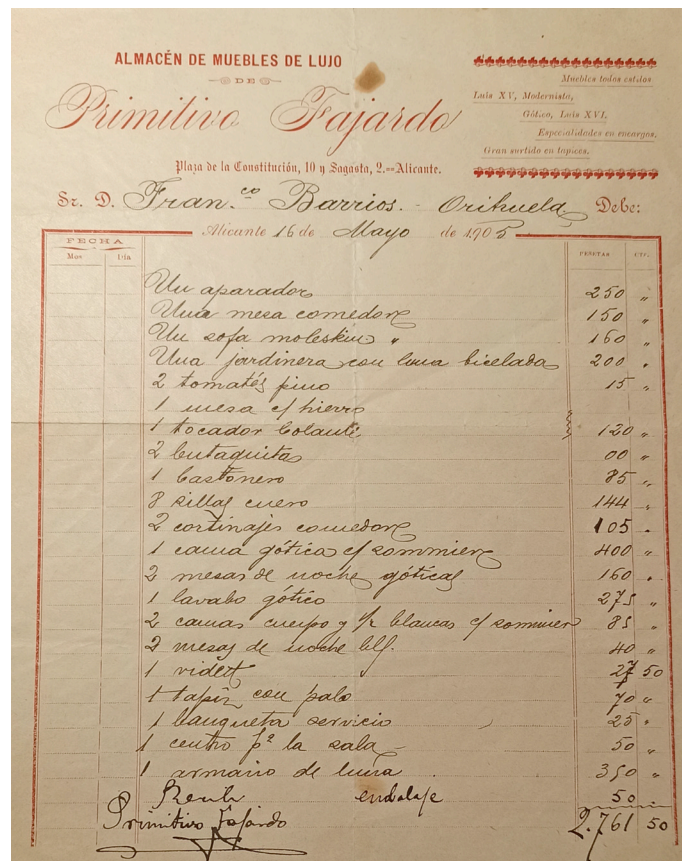 ALMACÉN DE MUEBLES DE LUJO
DE
Primitivo Fajardo
Plaza de la Constitución, 10 y Sagasta, 2.==Alicante.
Muebles todos estilos
Luis XV, Modernista,
Gótico, Luis XVI.
Especialidades en encargos.
Gran surtido en tapices.
Sr. D. Fran.co Barrios. - Orihuela Debe:
Alicante 16 de Mayo de 1905
FECHA
Mes Día PESETAS CTS.
Un aparador 250 "
Una mesa comedor 150 "
Un sofa moleskin " 160 "
Una jardinera con luna bicelada 200 "
2 tomatés pino 15 "
1 mesa c/ hierro
1 tocador 120 "
2 butaquitas 00 "
1 bastonero 85 "
8 sillas cuero 144 "
2 cortinajes comedor 105 "
1 cama gótica c/ sommier 400 "
2 mesas de noche góticas 160 "
1 lavabo gótico 275 "
2 camas cuerpo y 1/2 blancas c/ sommier 85 "
2 mesas de noche 40 "
1 videt 27 50
1 tapiz con palo 70 "
1 banqueta servicio 25 "
1 centro pª la sala - 50 "
1 armario de luna 350 "
embalaje 50
Primitivo Fajardo 2.761 50